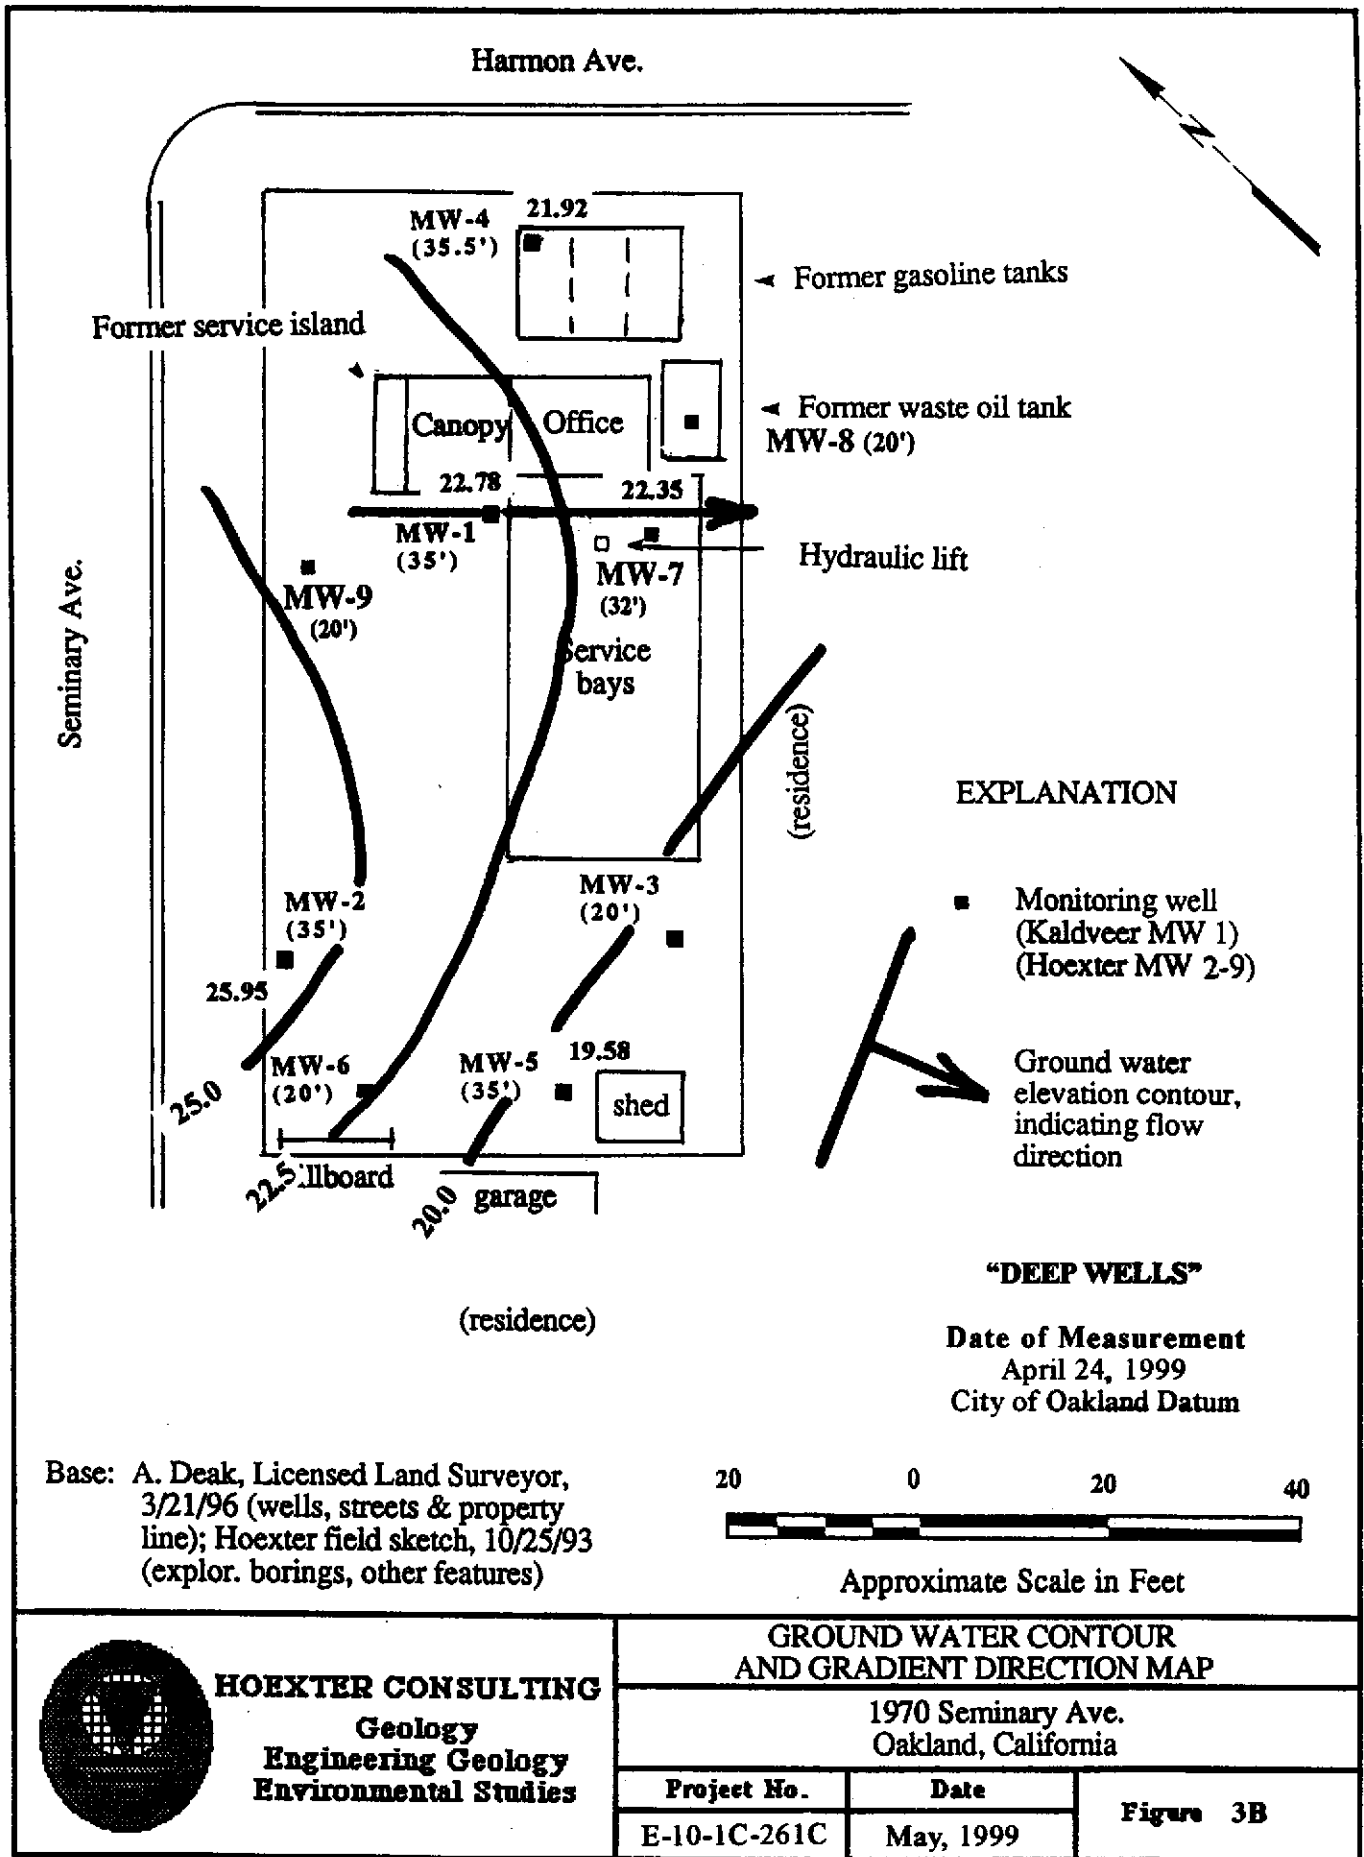 Harmon Ave.
N
21.92
MW-4
(35.5')
Former gasoline tanks
Former service island
Canopy
Office
Former waste oil tank
MW-8 (20')
22.78
22.35
MW-1
(35')
Hydraulic lift
MW-7
(32')
MW-9
(20')
Seminary Ave.
Service
bays
(residence)
EXPLANATION
MW-2
(35')
MW-3
(20')
Monitoring well
(Kaldveer MW 1)
(Hoexter MW 2-9)
25.95
19.58
MW-6
(20')
MW-5
(35')
shed
Ground water
elevation contour,
indicating flow
direction
25.0
22.5
illboard
20.0
garage
(residence)
"DEEP WELLS"
Date of Measurement
April 24, 1999
City of Oakland Datum
Base: A. Deak, Licensed Land Surveyor,
3/21/96 (wells, streets & property
line); Hoexter field sketch, 10/25/93
(explor. borings, other features)
20 0 20 40
Approximate Scale in Feet
HOEXTER CONSULTING
Geology
Engineering Geology
Environmental Studies
GROUND WATER CONTOUR
AND GRADIENT DIRECTION MAP
1970 Seminary Ave.
Oakland, California
Project No.
Date
E-10-1C-261C
May, 1999
Figure 3B